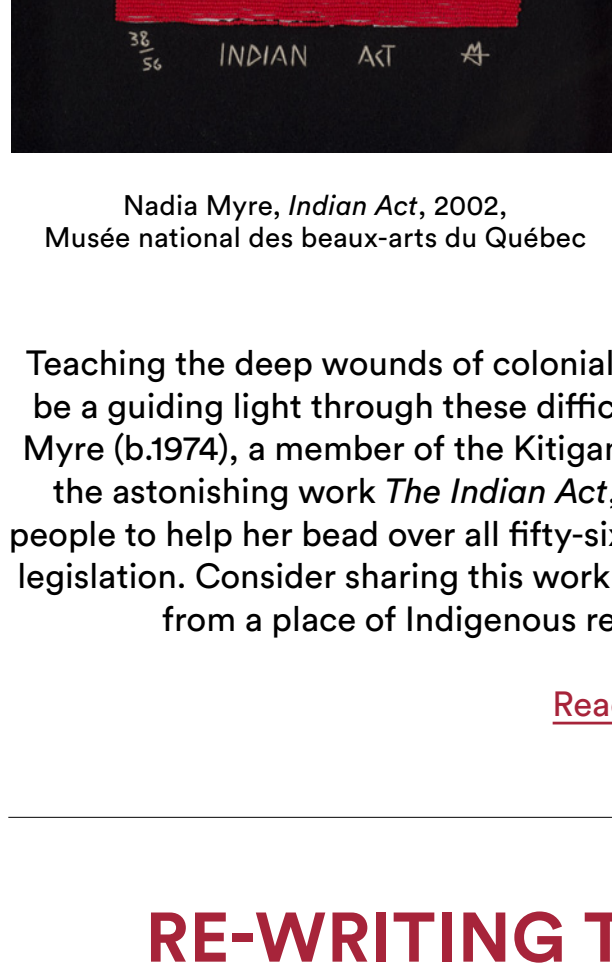 38
56
INDIAN ACT
Nadia Myre, Indian Act, 2002,
Musée national des beaux-arts du Québec
Teaching the deep wounds of colonial
be a guiding light through these diffic
Myre (b.1974), a member of the Kitigan
the astonishing work The Indian Act,
people to help her bead over all fifty-six
legislation. Consider sharing this work
from a place of Indigenous re
Read
RE-WRITING T